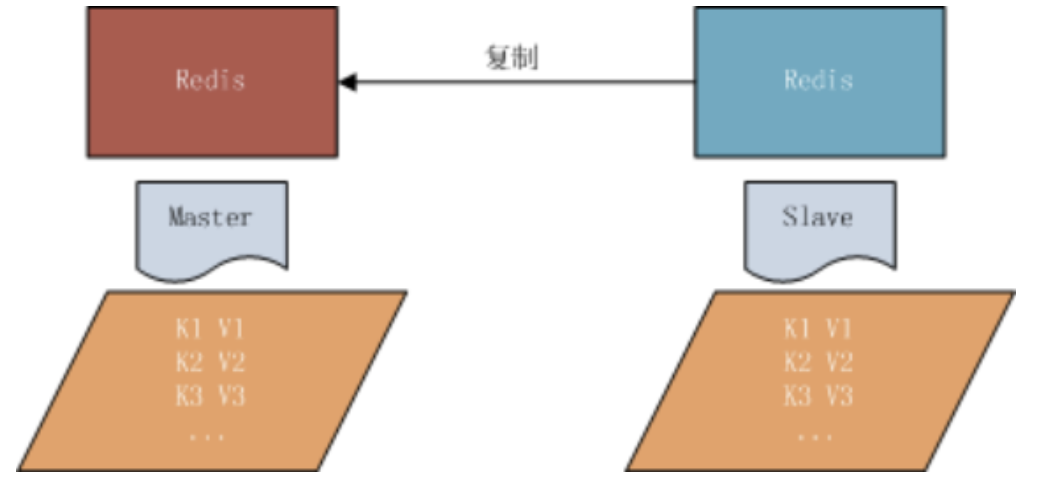 复制
Redis
Redis
Master
Slave
K1 V1
K2 V2
K3 V3
...
K1 V1
K2 V2
K3 V3
...